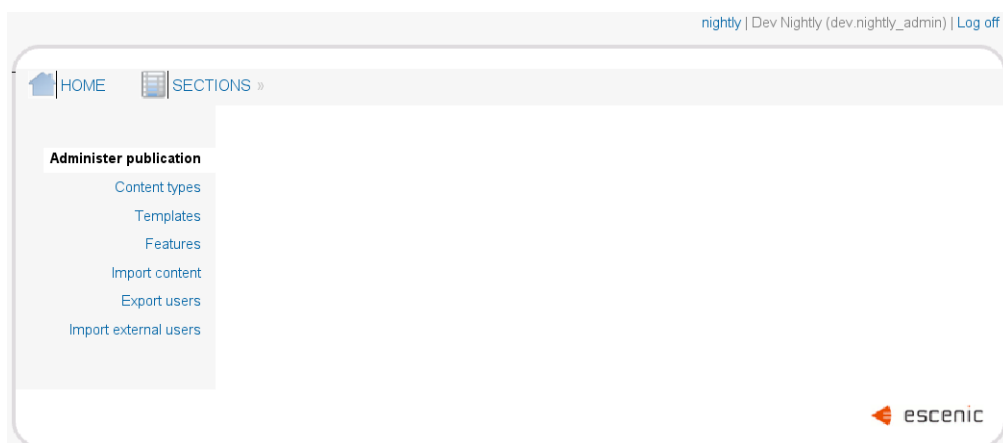 nightly | Dev Nightly (dev.nightly_admin) | Log off
HOME SECTIONS »
Administer publication
Content types
Templates
Features
Import content
Export users
Import external users
escenic